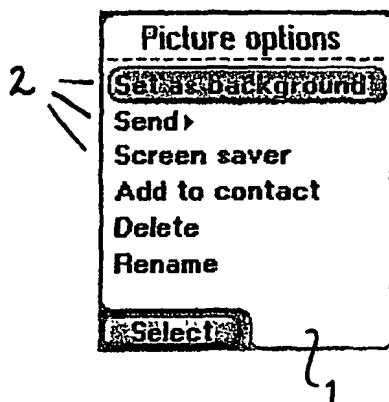 Picture options
2
Set as background
Send▸
Screen saver
Add to contact
Delete
Rename
Select
1